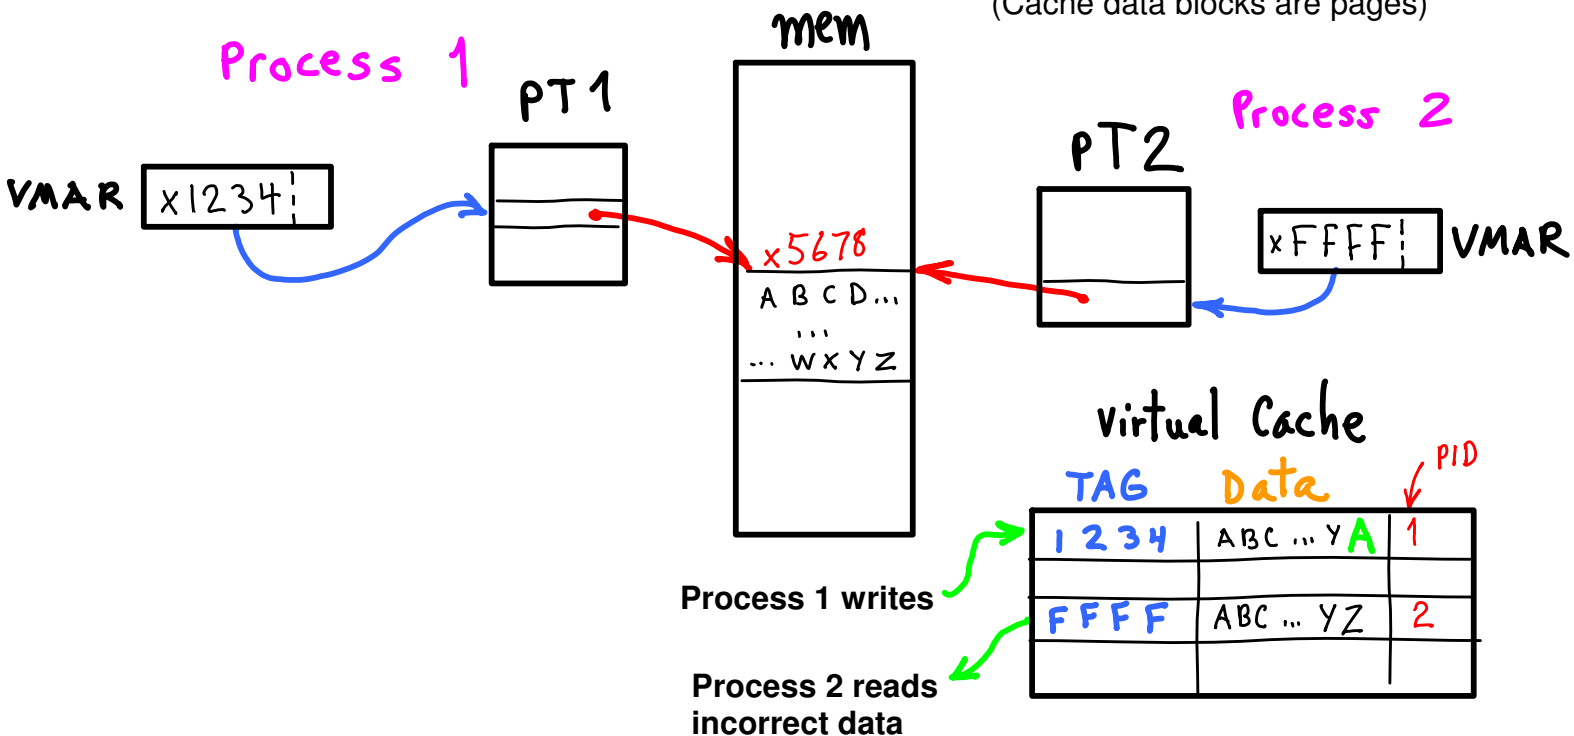 (Cache data blocks are pages)
mem
Process 1
PT1
Process 2
PT2
VMAR
x1234
xFFFF
VMAR
x5678
A B C D...
...
... W X Y Z
Virtual Cache
PID
TAG Data
1234 ABC ... Y A 1
Process 1 writes
FFFF ABC ... YZ 2
Process 2 reads
incorrect data